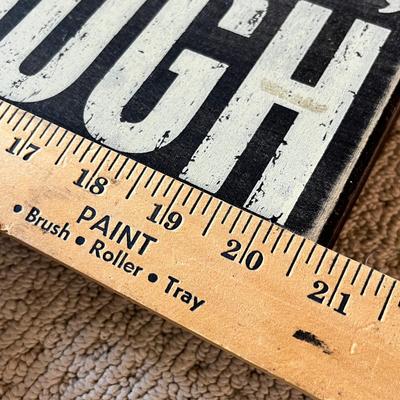 UGH
17 18 19 20 21
PAINT
• Brush • Roller • Tray